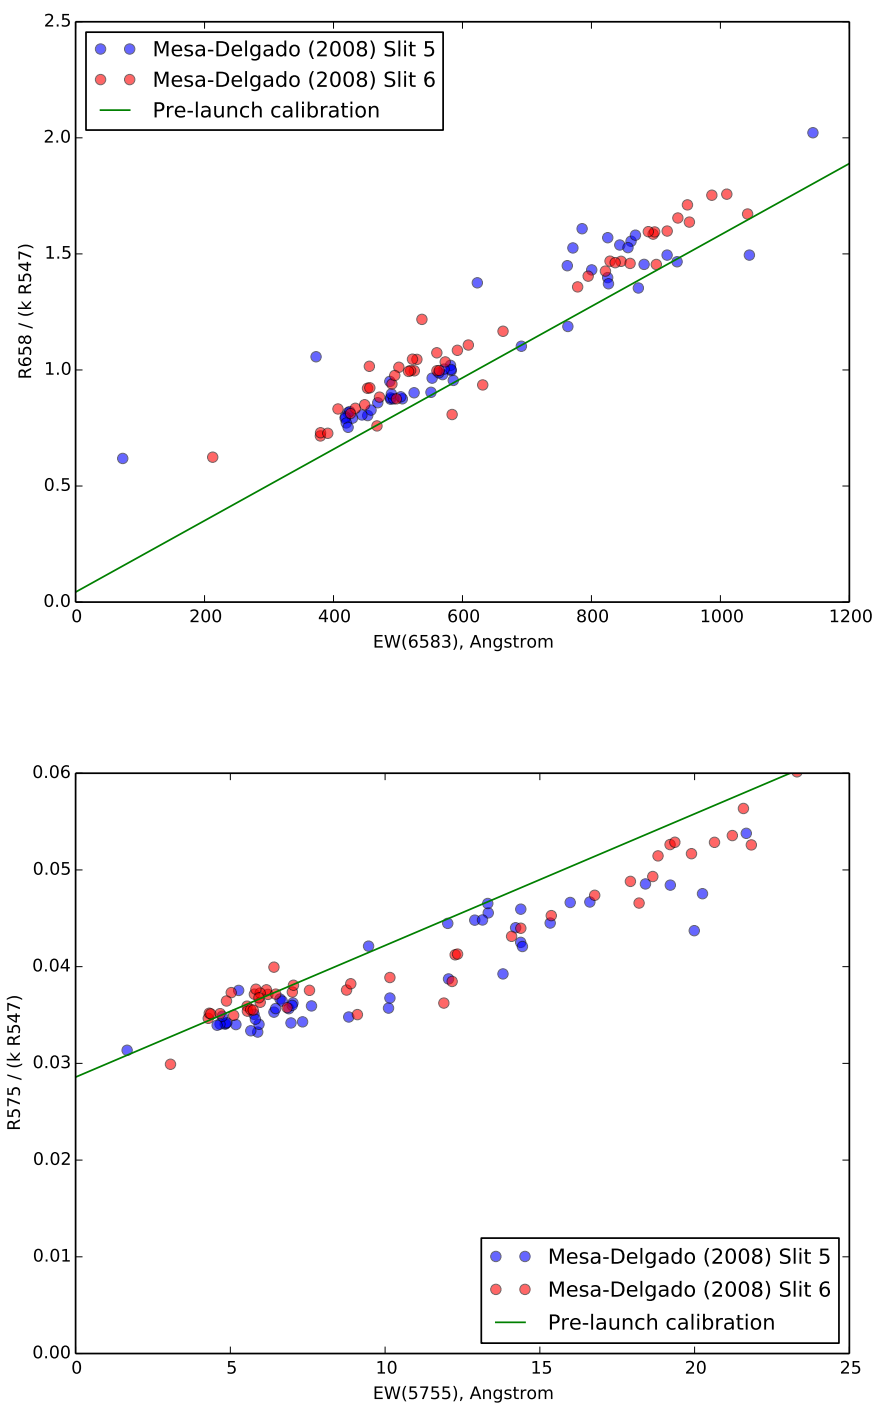 2.5
Mesa-Delgado (2008) Slit 5
Mesa-Delgado (2008) Slit 6
Pre-launch calibration
2.0
1.5
1.0
0.5
0.0
R658 / (k R547)
0 200 400 600 800 1000 1200
EW(6583), Angstrom
0.06
0.05
0.04
0.03
0.02
0.01
0.00
R575 / (k R547)
Mesa-Delgado (2008) Slit 5
Mesa-Delgado (2008) Slit 6
Pre-launch calibration
0 5 10 15 20 25
EW(5755), Angstrom